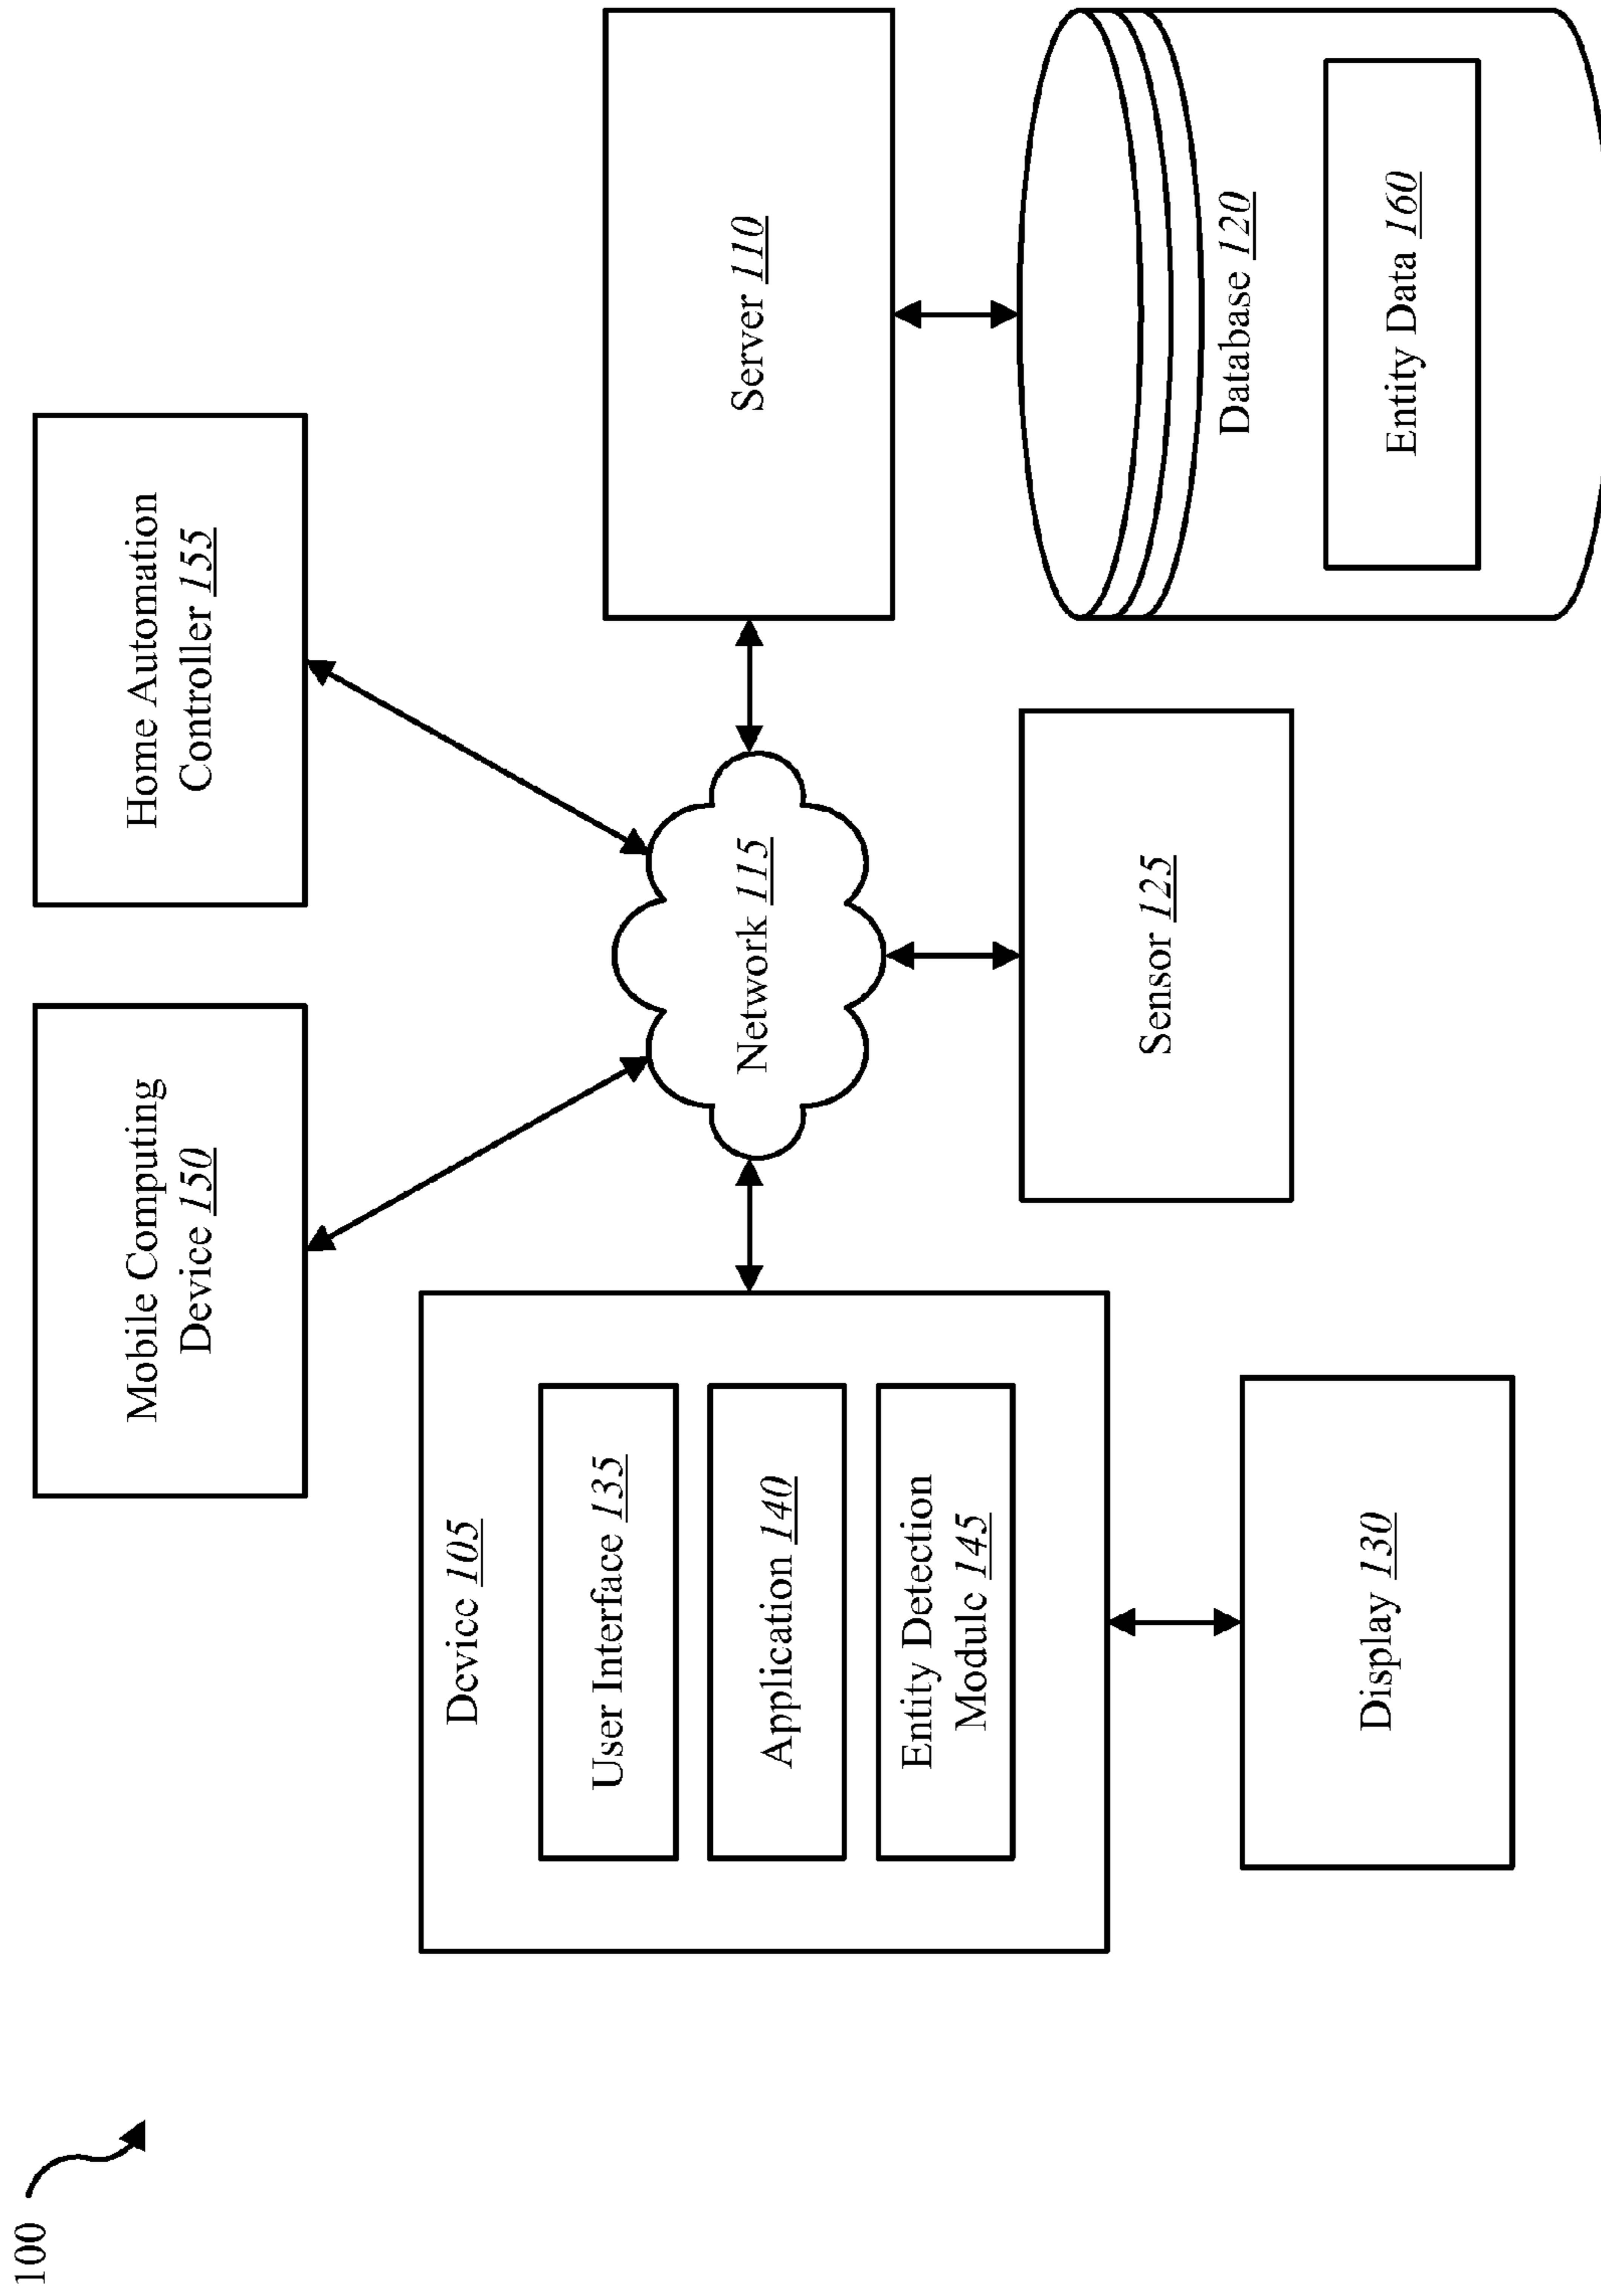 100
Mobile Computing
Device 150
Home Automation
Controller 155
Device 105
User Interface 135
Application 140
Entity Detection
Module 145
Network 115
Server 110
Display 130
Sensor 125
Database 120
Entity Data 160